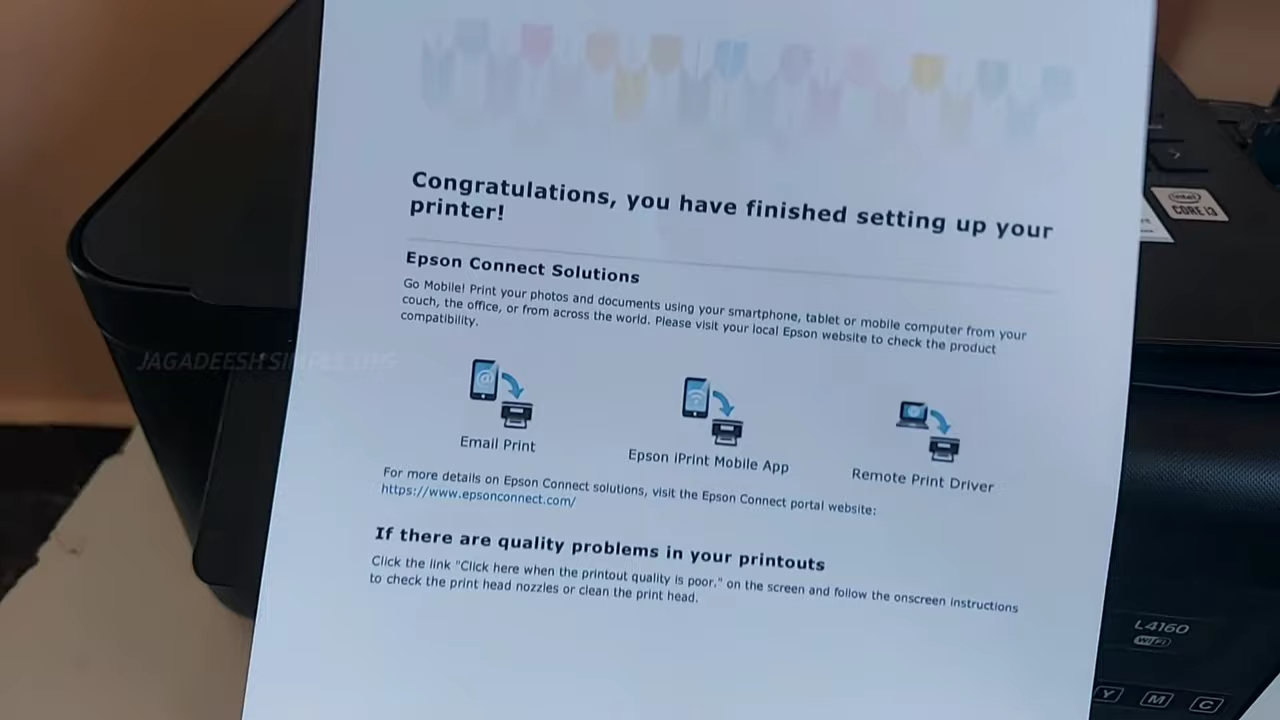 Congratulations, you have finished setting up your
printer!
Epson Connect Solutions
Go Mobile! Print your photos and documents using your smartphone, tablet or mobile computer from your
couch, the office, or from across the world. Please visit your local Epson website to check the product
compatibility.
Email Print
Epson iPrint Mobile App
Remote Print Driver
For more details on Epson Connect solutions, visit the Epson Connect portal website:
https://www.epsonconnect.com/
If there are quality problems in your printouts
Click the link "Click here when the printout quality is poor." on the screen and follow the onscreen instructions
to check the print head nozzles or clean the print head.
intel
CORE i3
JAGADEESH
L4160
WiFi
Y M C